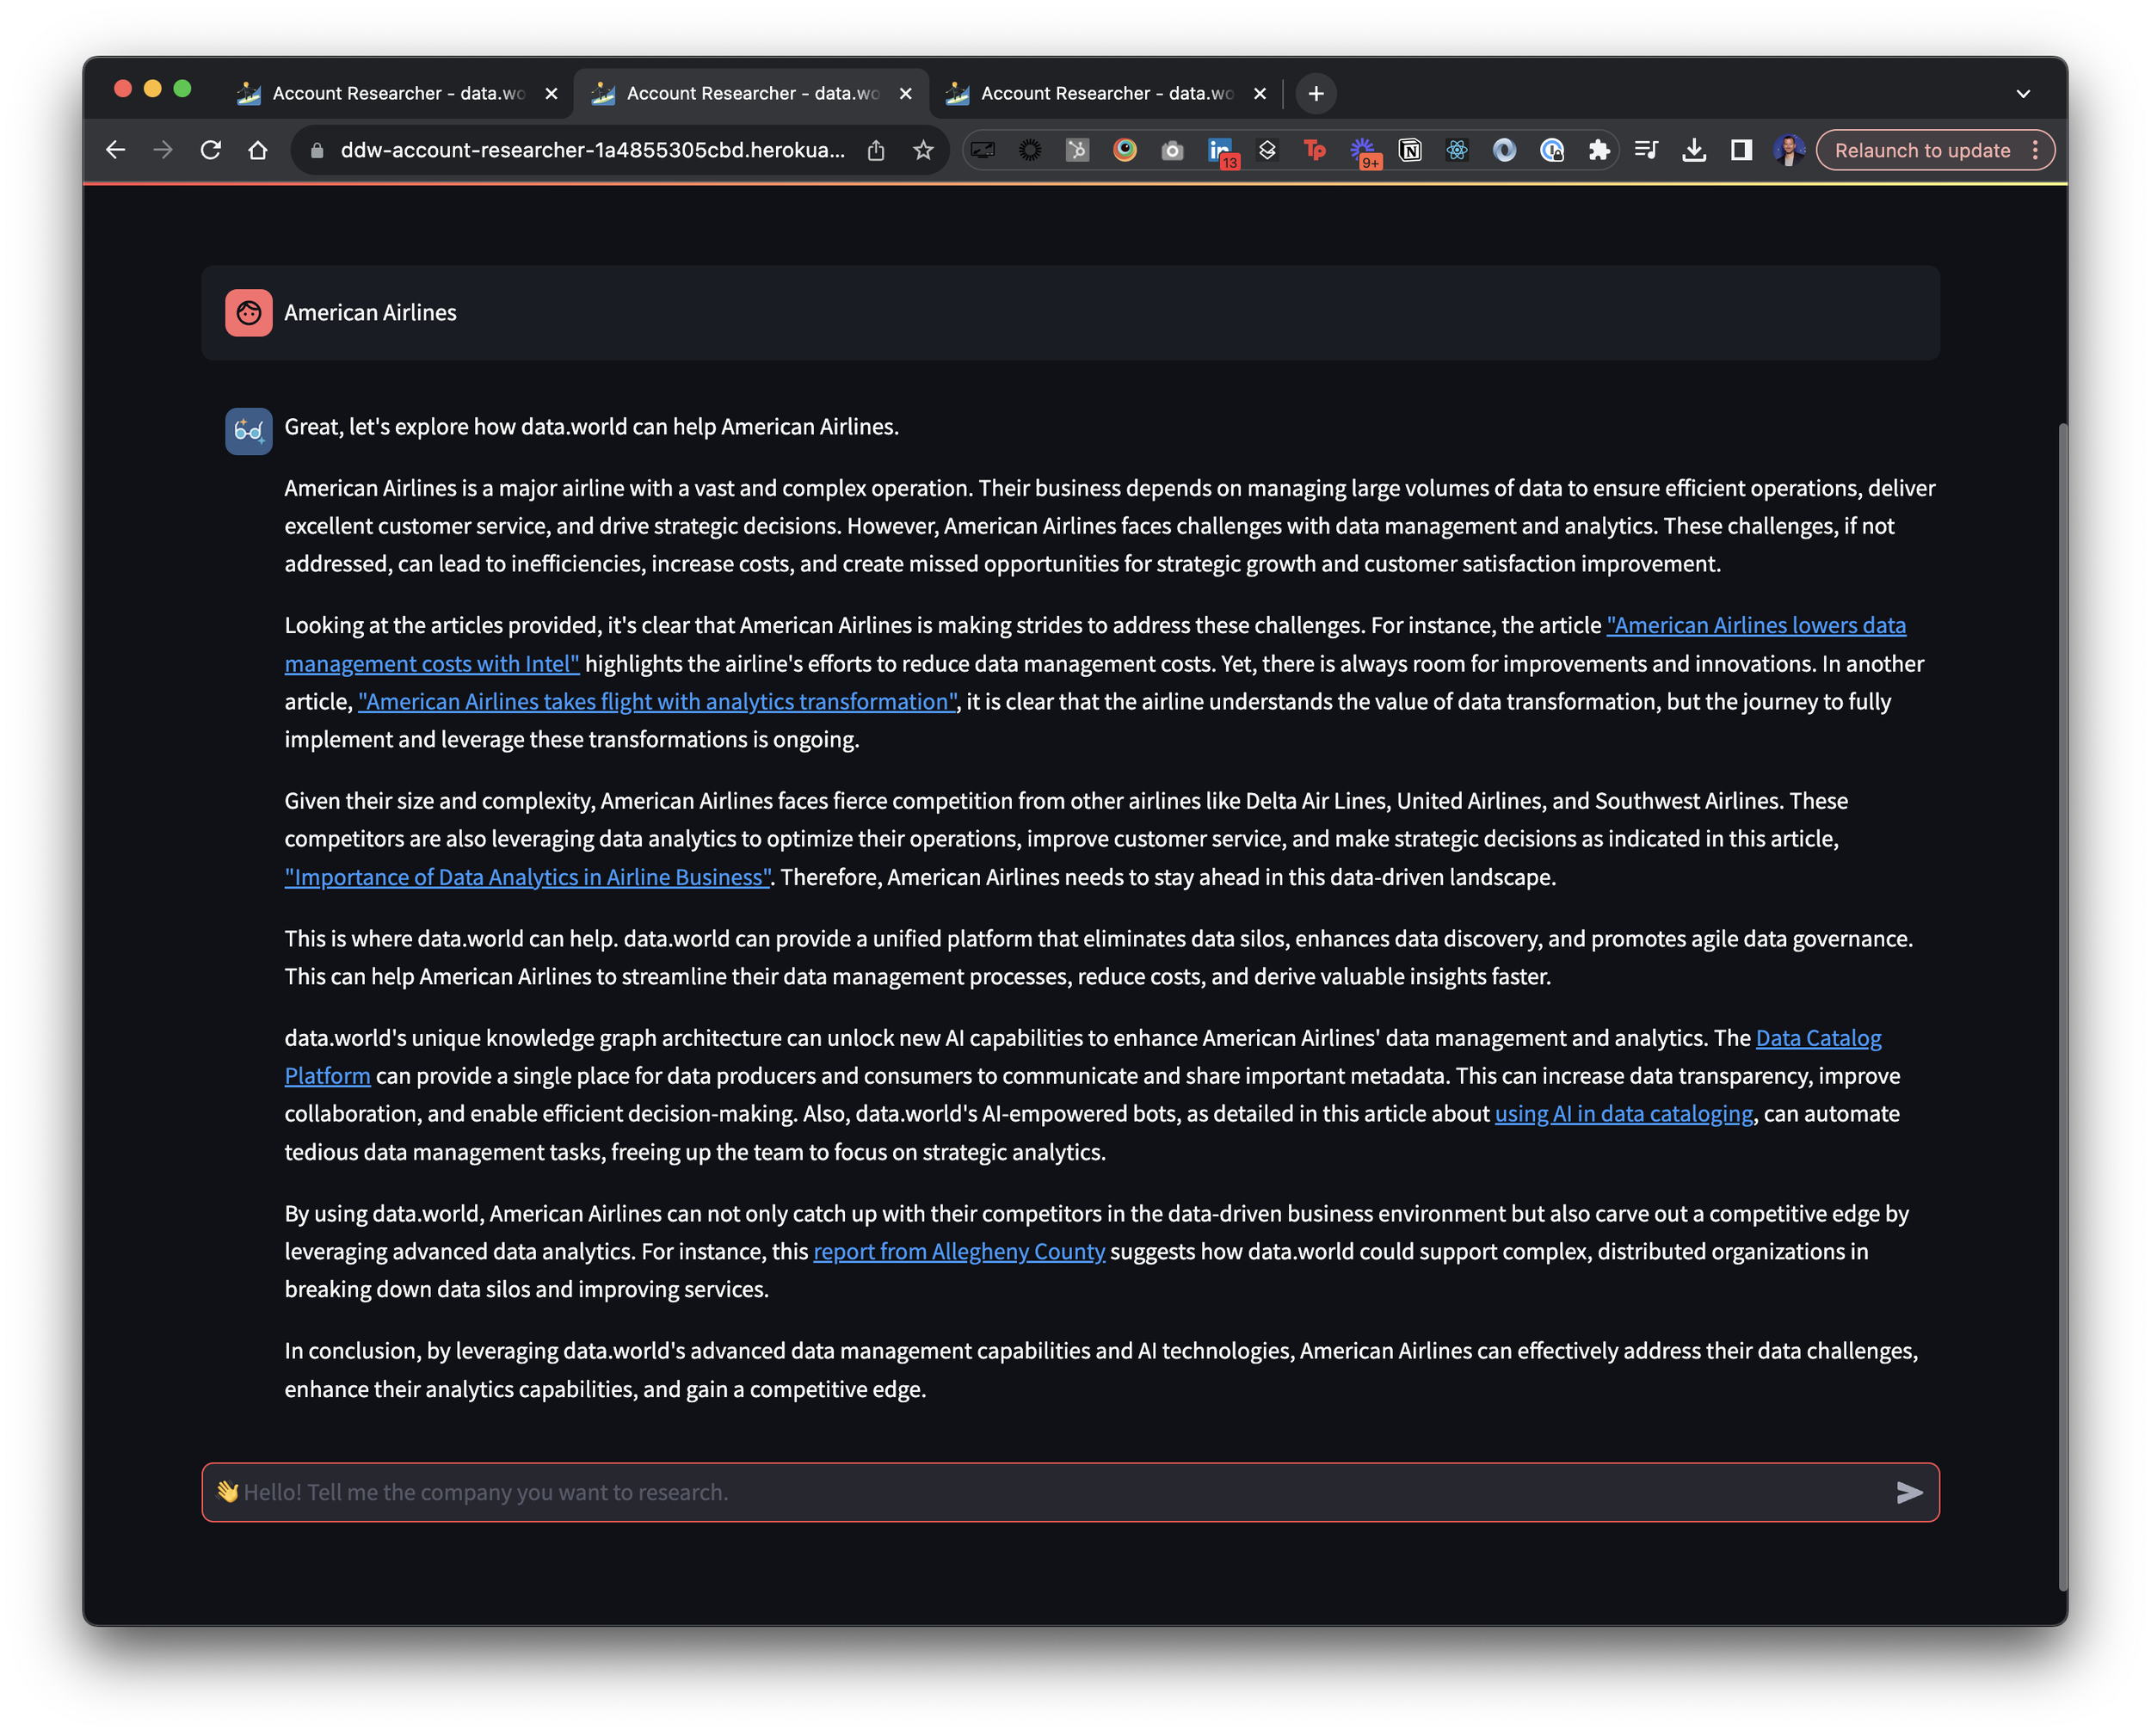 Account Researcher - data.wo
Account Researcher - data.wo
Account Researcher - data.wo
ddw-account-researcher-1a4855305cbd.herokua...
13
Tp
9+
Relaunch to update
American Airlines
Great, let's explore how data.world can help American Airlines.
American Airlines is a major airline with a vast and complex operation. Their business depends on managing large volumes of data to ensure efficient operations, deliver
excellent customer service, and drive strategic decisions. However, American Airlines faces challenges with data management and analytics. These challenges, if not
addressed, can lead to inefficiencies, increase costs, and create missed opportunities for strategic growth and customer satisfaction improvement.
Looking at the articles provided, it's clear that American Airlines is making strides to address these challenges. For instance, the article "American Airlines lowers data
management costs with Intel" highlights the airline's efforts to reduce data management costs. Yet, there is always room for improvements and innovations. In another
article, "American Airlines takes flight with analytics transformation", it is clear that the airline understands the value of data transformation, but the journey to fully
implement and leverage these transformations is ongoing.
Given their size and complexity, American Airlines faces fierce competition from other airlines like Delta Air Lines, United Airlines, and Southwest Airlines. These
competitors are also leveraging data analytics to optimize their operations, improve customer service, and make strategic decisions as indicated in this article,
"Importance of Data Analytics in Airline Business". Therefore, American Airlines needs to stay ahead in this data-driven landscape.
This is where data.world can help. data.world can provide a unified platform that eliminates data silos, enhances data discovery, and promotes agile data governance.
This can help American Airlines to streamline their data management processes, reduce costs, and derive valuable insights faster.
data.world's unique knowledge graph architecture can unlock new AI capabilities to enhance American Airlines' data management and analytics. The Data Catalog
Platform can provide a single place for data producers and consumers to communicate and share important metadata. This can increase data transparency, improve
collaboration, and enable efficient decision-making. Also, data.world's AI-empowered bots, as detailed in this article about using AI in data cataloging, can automate
tedious data management tasks, freeing up the team to focus on strategic analytics.
By using data.world, American Airlines can not only catch up with their competitors in the data-driven business environment but also carve out a competitive edge by
leveraging advanced data analytics. For instance, this report from Allegheny County suggests how data.world could support complex, distributed organizations in
breaking down data silos and improving services.
In conclusion, by leveraging data.world's advanced data management capabilities and AI technologies, American Airlines can effectively address their data challenges,
enhance their analytics capabilities, and gain a competitive edge.
👋 Hello! Tell me the company you want to research.